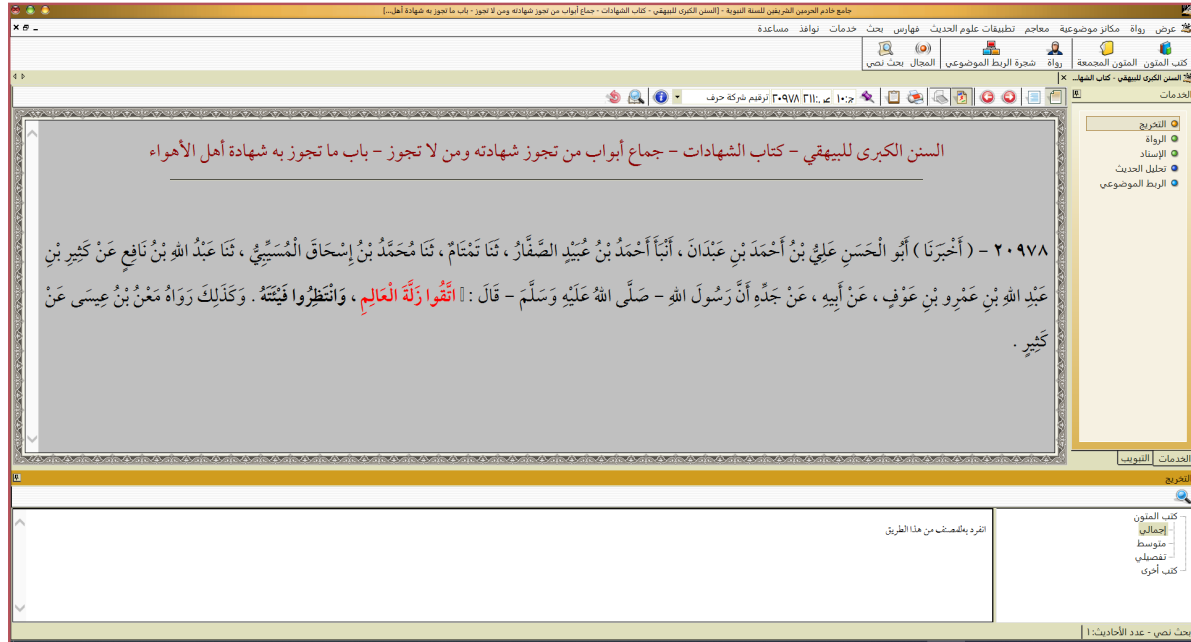 جامع خادم الحرمين الشريفين للسنة النبوية - [السنن الكبرى للبيهقي - كتاب الشهادات - جماع أبواب من تجوز شهادته ومن لا تجوز - باب ما تجوز به شهادة أهل...]
عرض رواة مكانز موضوعية معاجم تطبيقات علوم الحديث فهارس بحث خدمات نوافذ مساعدة
كتب المتون المتون المجمعة رواة شجرة الربط الموضوعي المجال بحث نصي
السنن الكبرى للبيهقي - كتاب الشها...
الخدمات
ج:١٠ ص:٣١١ ٢٠٩٧٨ ترقيم شركة حرف
التخريج
الرواة
الإسناد
تحليل الحديث
الربط الموضوعي
السنن الكبرى للبيهقي – كتاب الشهادات – جماع أبواب من تجوز شهادته ومن لا تجوز – باب ما تجوز به شهادة أهل الأهواء
٢٠٩٧٨ – ( أَخْبَرَنَا ) أَبُو الْحَسَنِ عَلِيُّ بْنُ أَحْمَدَ بْنِ عَبْدَانَ ، أَنْبَأَ أَحْمَدُ بْنُ عُبَيْدٍ الصَّفَّارُ ، ثَنَا تَمْتَامٌ ، ثَنَا مُحَمَّدُ بْنُ إِسْحَاقَ الْمُسَيَّبِيُّ ، ثَنَا عَبْدُ اللهِ بْنُ نَافِعٍ عَنْ كَثِيرِ بْنِ
عَبْدِ اللهِ بْنِ عَمْرِو بْنِ عَوْفٍ ، عَنْ أَبِيهِ ، عَنْ جَدِّهِ أَنَّ رَسُولَ اللهِ – صَلَّى اللهُ عَلَيْهِ وَسَلَّمَ – قَالَ : اتَّقُوا زَلَّةَ الْعَالِمِ ، وَانْتَظِرُوا فَيْئَتَهُ . وَكَذَلِكَ رَوَاهُ مَعْنُ بْنُ عِيسَى عَنْ
كَثِيرٍ .
الخدمات التبويب
التخريج
كتب المتون
إجمالي
متوسط
تفصيلي
كتب أخرى
انفرد به المصنف من هذا الطريق
بحث نصي - عدد الأحاديث: ١